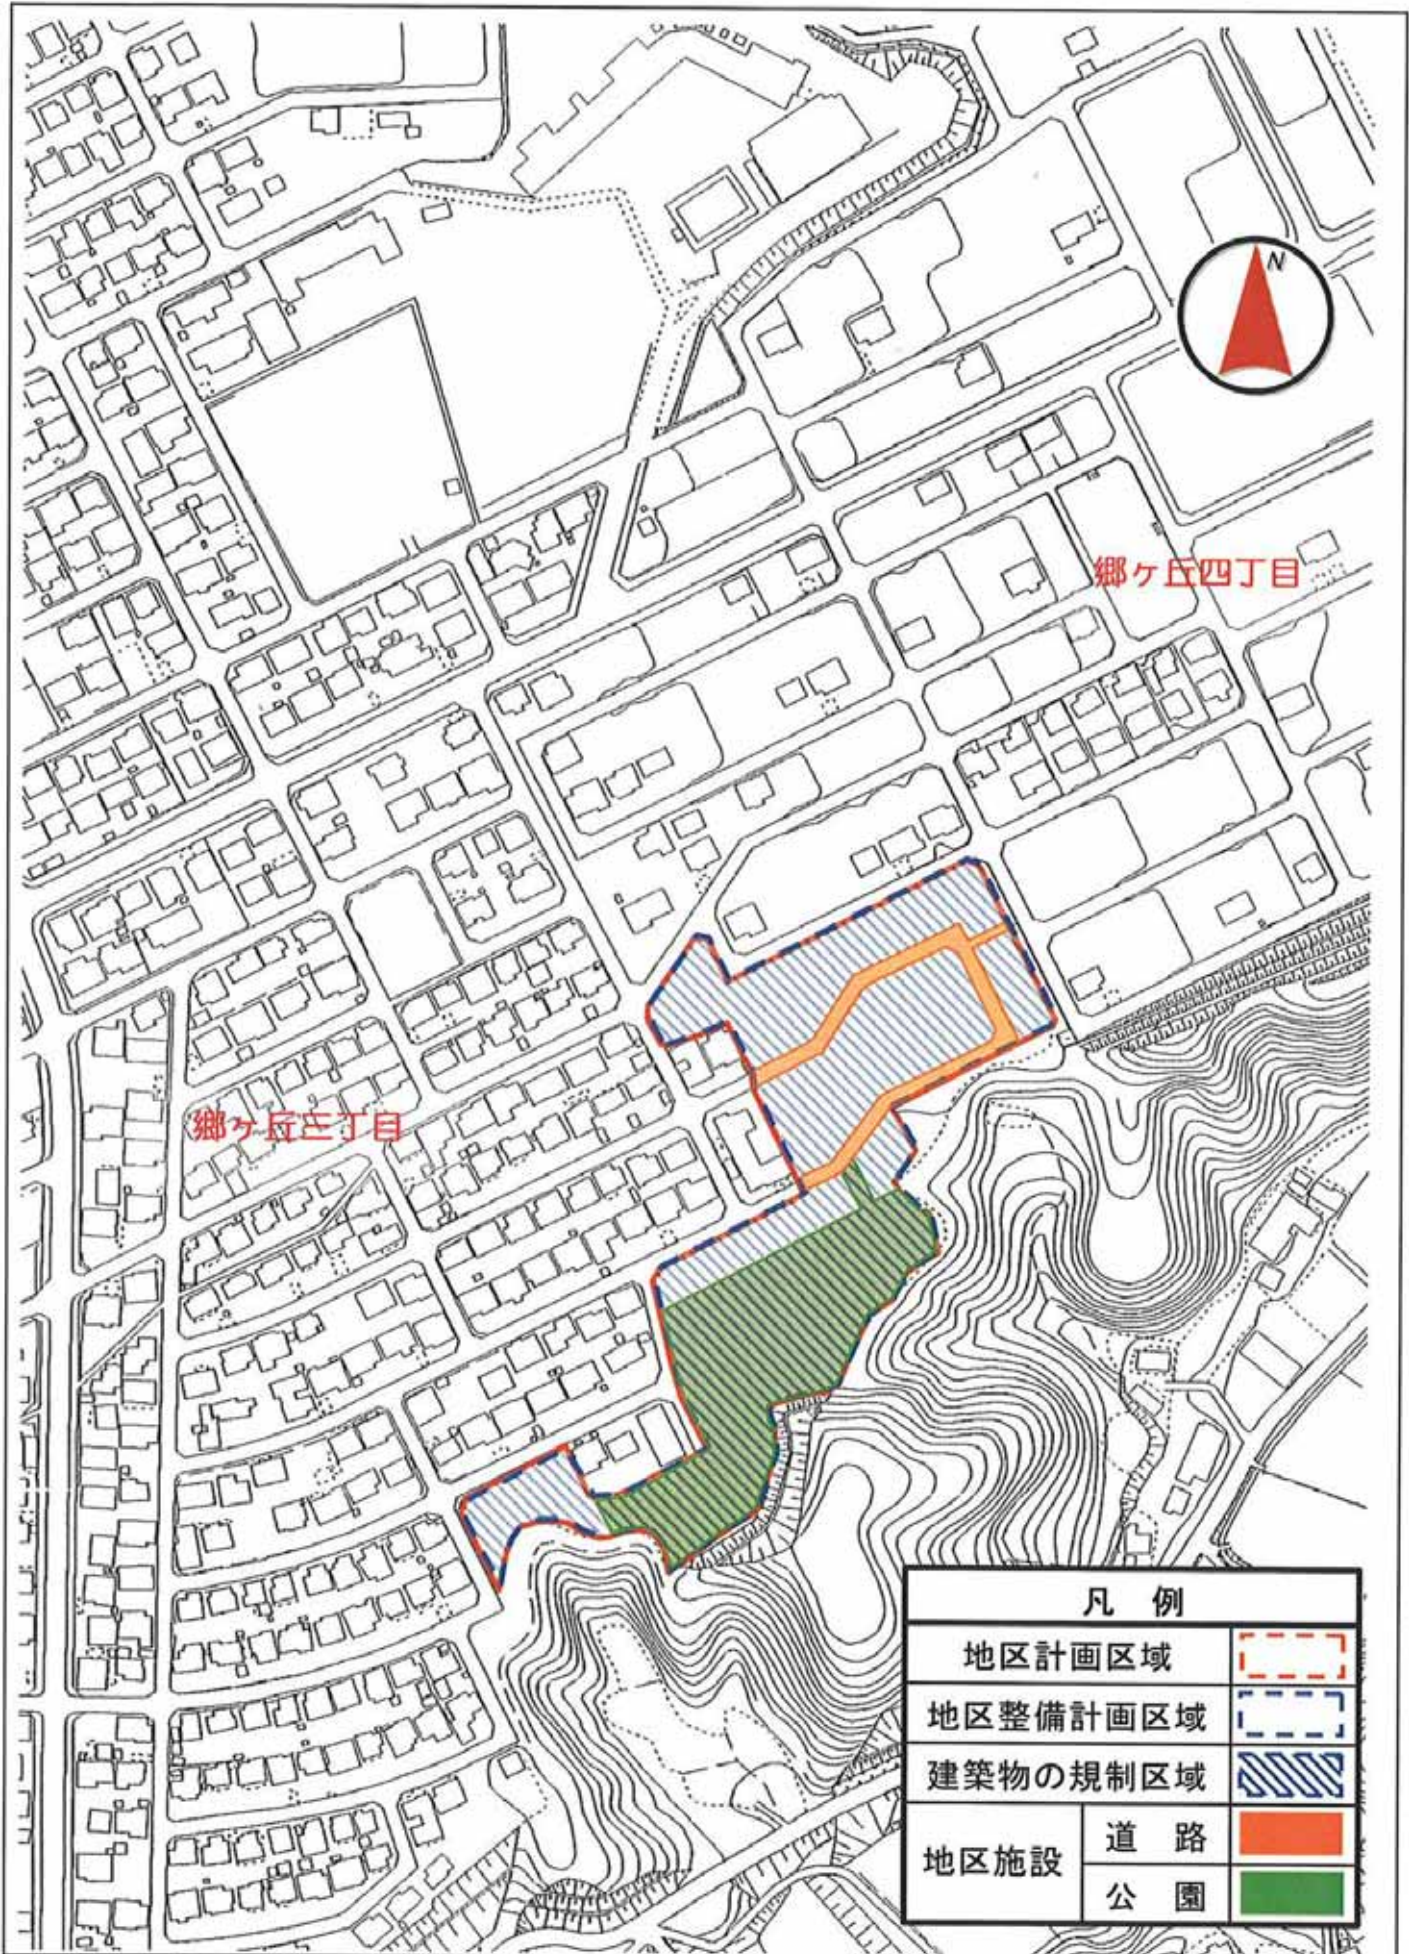 N
郷ヶ丘四丁目
郷ヶ丘三丁目
凡 例
地区計画区域
地区整備計画区域
建築物の規制区域
地区施設
道 路
公 園